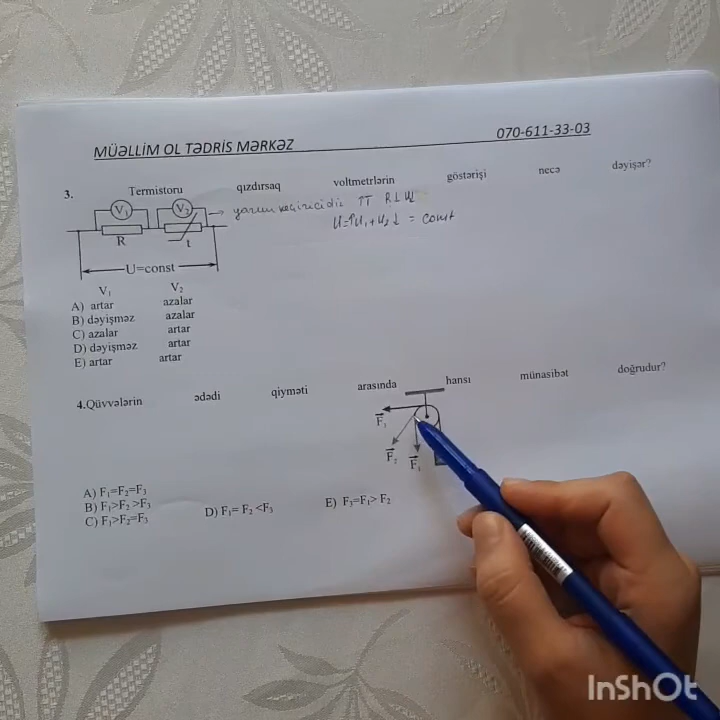 MÜƏLLİM OL TƏDRİS MƏRKƏZ 070-611-33-03
3. Termistoru qızdırsaq voltmetrlərin göstərişi necə dəyişər?
V₁ V₂ → yarımkeçiricidir T↑ R↓ U↓
R t U=↑U₁+U₂↓ = const
U=const
V₁ V₂
A) artar azalar
B) dəyişməz azalar
C) azalar artar
D) dəyişməz artar
E) artar artar
4.Qüvvələrin ədədi qiyməti arasında hansı münasibət doğrudur?
F₁
F₂ F₃
A) F₁=F₂=F₃
B) F₁>F₂ >F₃ D) F₁= F₂ <F₃ E) F₃=F₁> F₂
C) F₁>F₂=F₃
InShOt